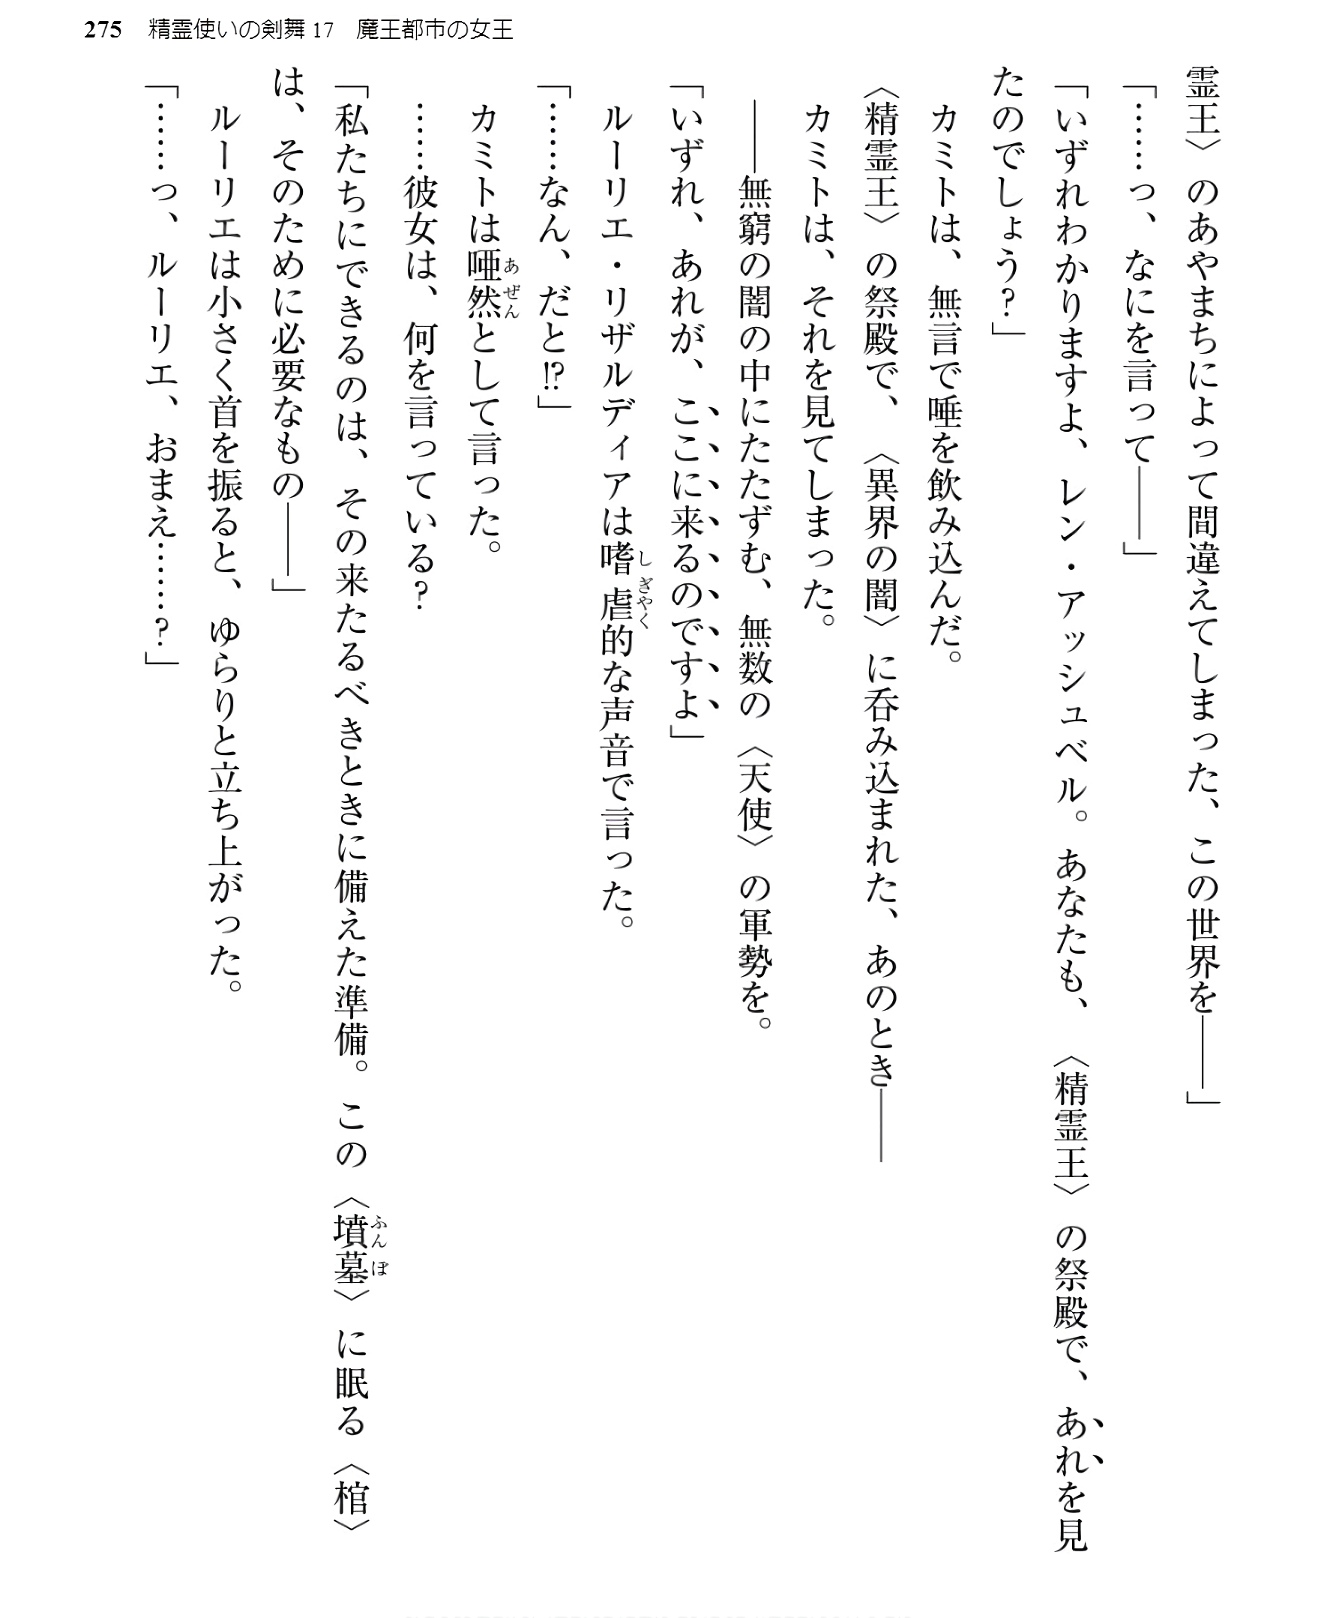 275　精霊使いの剣舞 17　魔王都市の女王
霊王〉のあやまちによって間違えてしまった、この世界を――」
「……っ、なにを言って――」
「いずれわかりますよ、レン・アッシュベル。あなたも、〈精霊王〉の祭殿で、あれを見
たのでしょう？」
カミトは、無言で唾を飲み込んだ。
〈精霊王〉の祭殿で、〈異界の闇〉に呑み込まれた、あのとき――
カミトは、それを見てしまった。
――無窮の闇の中にたたずむ、無数の〈天使〉の軍勢を。
「いずれ、あれが、ここに来るのですよ」
ルーリエ・リザルディアは嗜虐的な声音で言った。
「……なん、だと!?」
カミトは唖然として言った。
……彼女は、何を言っている？
「私たちにできるのは、その来たるべきときに備えた準備。この〈墳墓〉に眠る〈棺〉
は、そのために必要なもの――」
ルーリエは小さく首を振ると、ゆらりと立ち上がった。
「……っ、ルーリエ、おまえ……？」